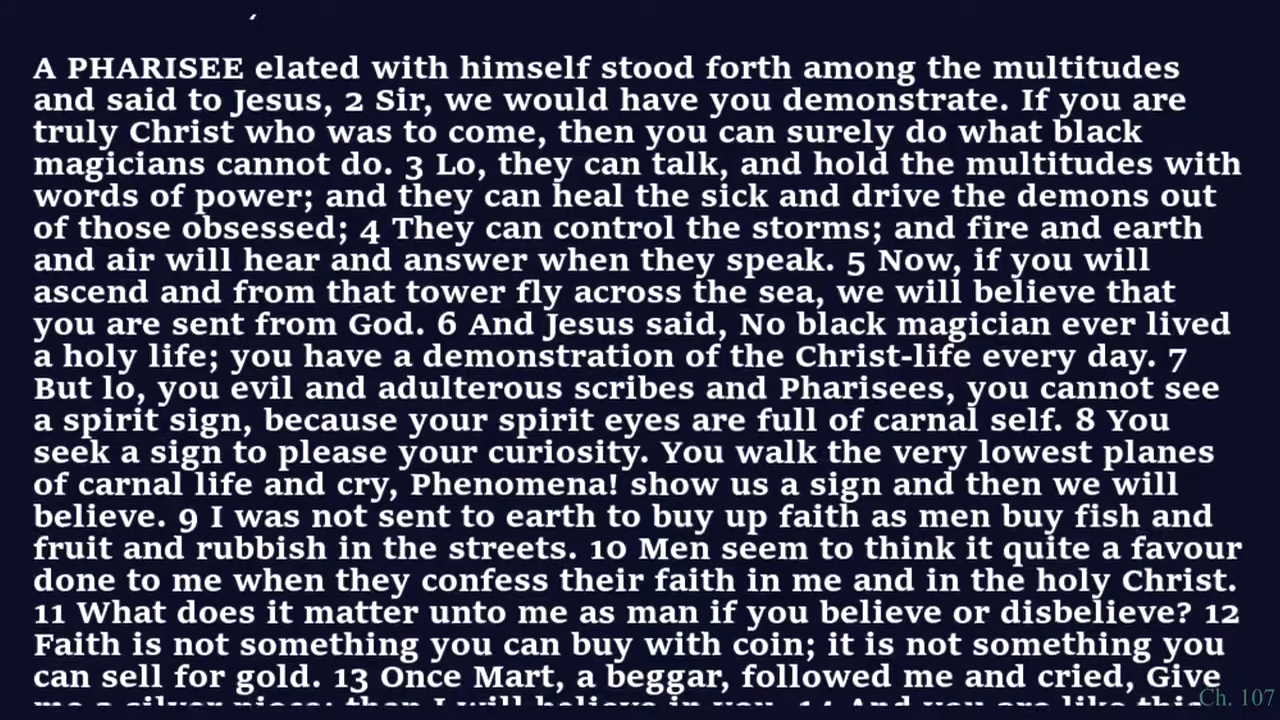 A PHARISEE elated with himself stood forth among the multitudes
and said to Jesus, 2 Sir, we would have you demonstrate. If you are
truly Christ who was to come, then you can surely do what black
magicians cannot do. 3 Lo, they can talk, and hold the multitudes with
words of power; and they can heal the sick and drive the demons out
of those obsessed; 4 They can control the storms; and fire and earth
and air will hear and answer when they speak. 5 Now, if you will
ascend and from that tower fly across the sea, we will believe that
you are sent from God. 6 And Jesus said, No black magician ever lived
a holy life; you have a demonstration of the Christ-life every day. 7
But lo, you evil and adulterous scribes and Pharisees, you cannot see
a spirit sign, because your spirit eyes are full of carnal self. 8 You
seek a sign to please your curiosity. You walk the very lowest planes
of carnal life and cry, Phenomena! show us a sign and then we will
believe. 9 I was not sent to earth to buy up faith as men buy fish and
fruit and rubbish in the streets. 10 Men seem to think it quite a favour
done to me when they confess their faith in me and in the holy Christ.
11 What does it matter unto me as man if you believe or disbelieve? 12
Faith is not something you can buy with coin; it is not something you
can sell for gold. 13 Once Mart, a beggar, followed me and cried, Give
me a silver piece; then I will believe in you. 14 And you are like this
Ch. 107